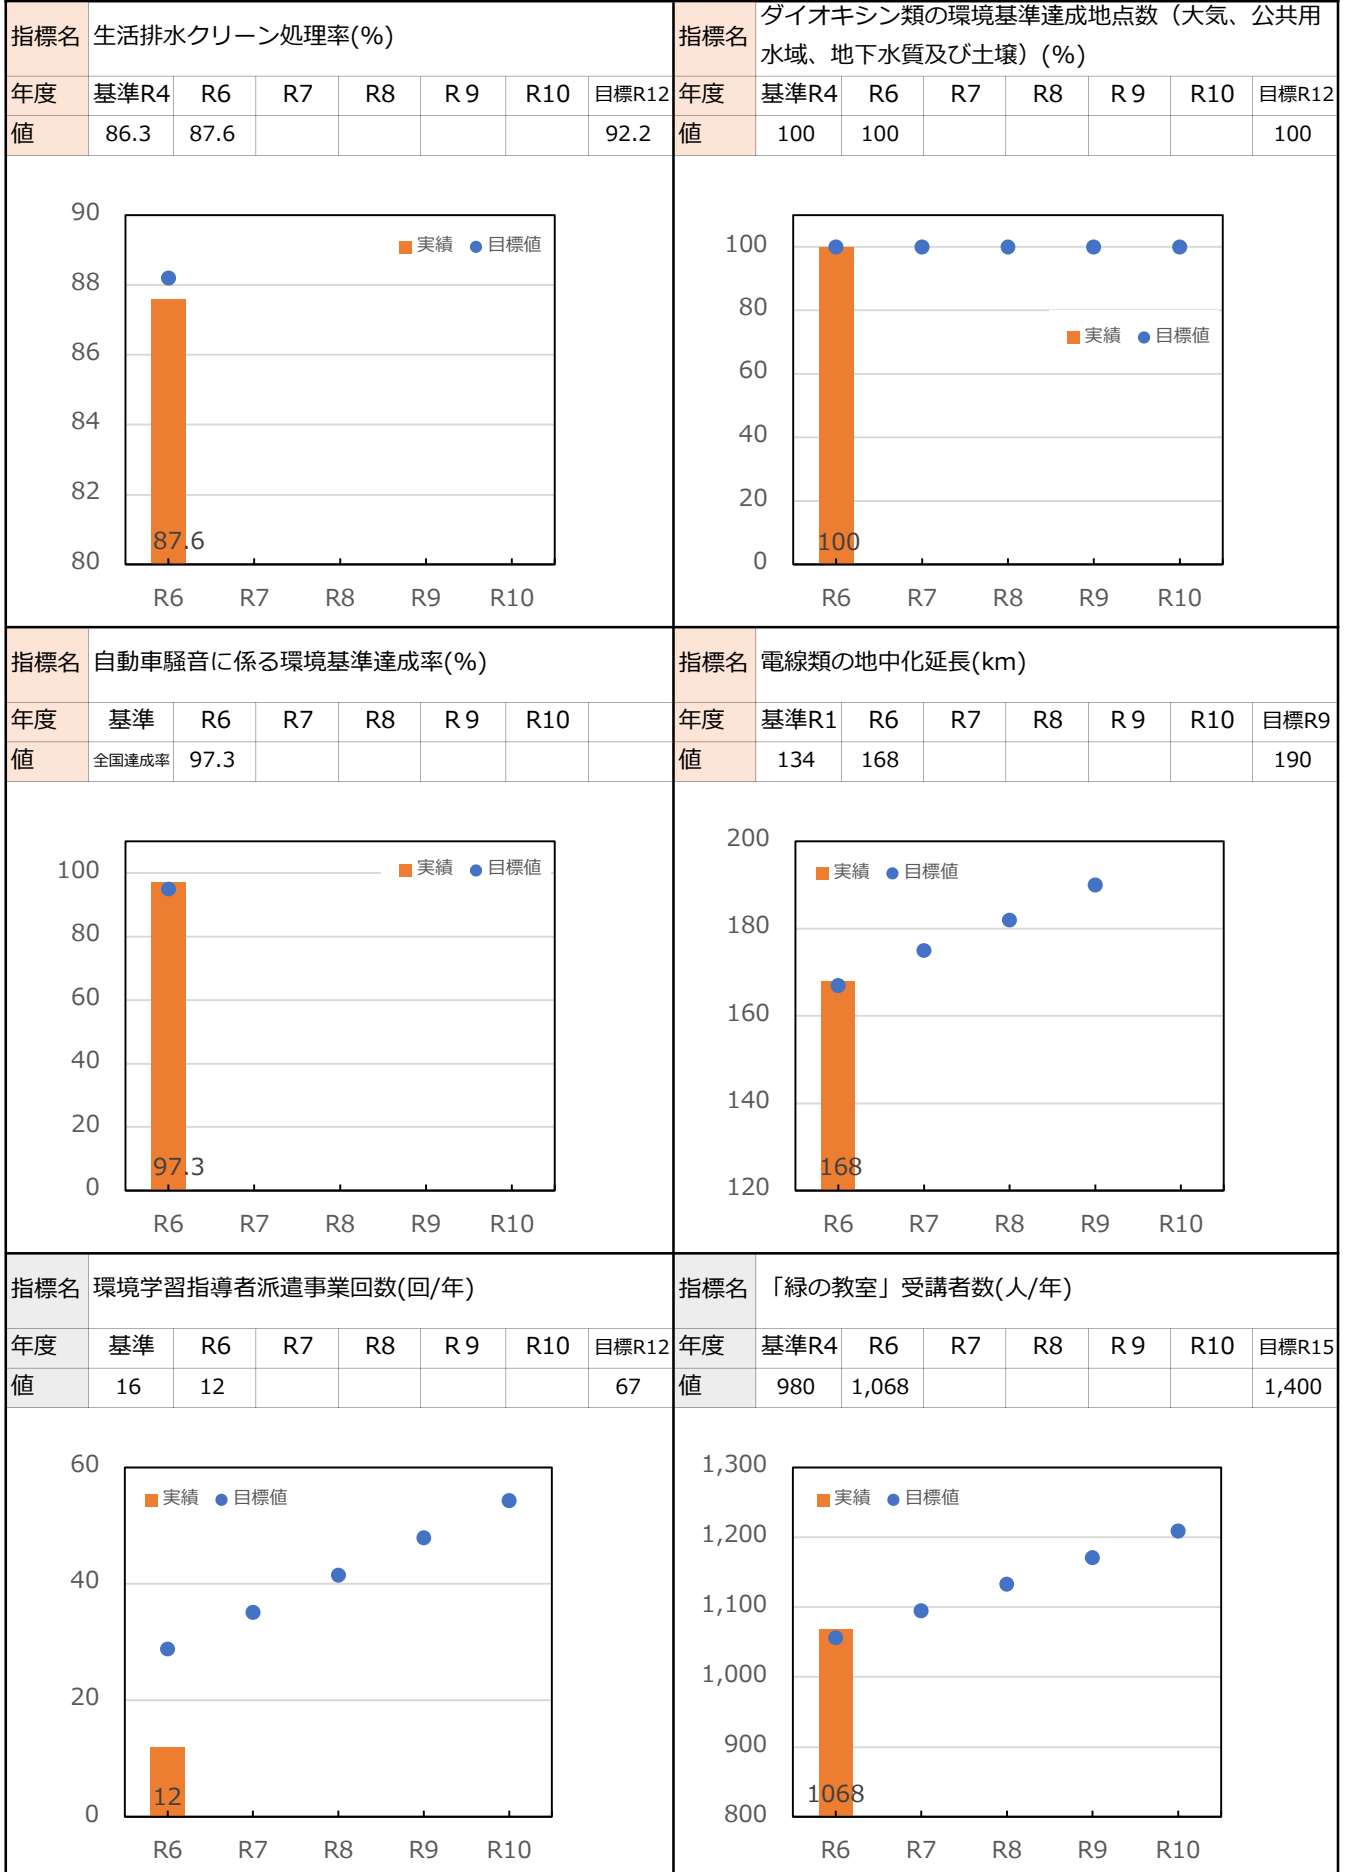 指標名 生活排水クリーン処理率(%)
年度 基準R4 R6 R7 R8 R９ R10 目標R12
値 86.3 87.6 92.2
90
88
86
84
82
80
実績 目標値
87.6
R6 R7 R8 R9 R10
指標名 ダイオキシン類の環境基準達成地点数（大気、公共用
水域、地下水質及び土壌）(%)
年度 基準R4 R6 R7 R8 R９ R10 目標R12
値 100 100 100
100
80
60
40
20
0
実績 目標値
100
R6 R7 R8 R9 R10
指標名 自動車騒音に係る環境基準達成率(%)
年度 基準 R6 R7 R8 R９ R10
値 全国達成率 97.3
100
80
60
40
20
0
実績 目標値
97.3
R6 R7 R8 R9 R10
指標名 電線類の地中化延長(km)
年度 基準R1 R6 R7 R8 R９ R10 目標R9
値 134 168 190
200
180
160
140
120
実績 目標値
168
R6 R7 R8 R9 R10
指標名 環境学習指導者派遣事業回数(回/年)
年度 基準 R6 R7 R8 R９ R10 目標R12
値 16 12 67
60
40
20
0
実績 目標値
12
R6 R7 R8 R9 R10
指標名 「緑の教室」受講者数(人/年)
年度 基準R4 R6 R7 R8 R９ R10 目標R15
値 980 1,068 1,400
1,300
1,200
1,100
1,000
900
800
実績 目標値
1068
R6 R7 R8 R9 R10